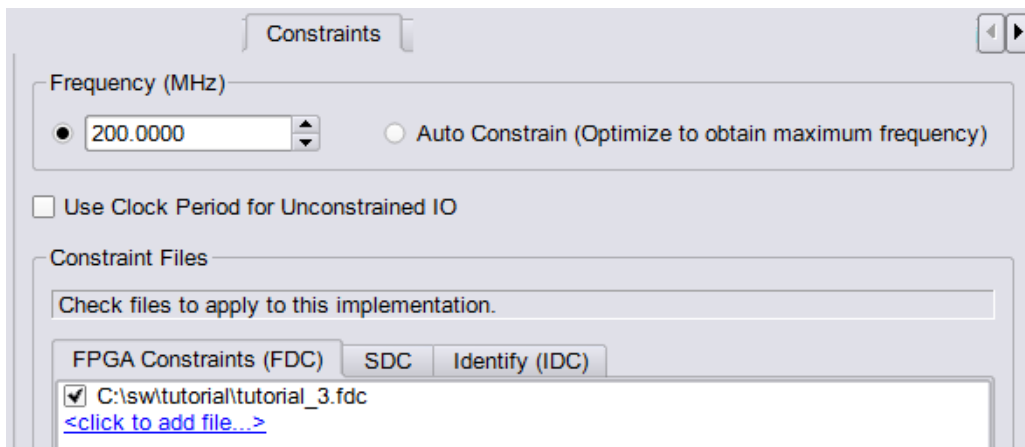 Constraints
Frequency (MHz)
200.0000 Auto Constrain (Optimize to obtain maximum frequency)
Use Clock Period for Unconstrained IO
Constraint Files
Check files to apply to this implementation.
FPGA Constraints (FDC) SDC Identify (IDC)
C:\sw\tutorial\tutorial_3.fdc
<click to add file...>